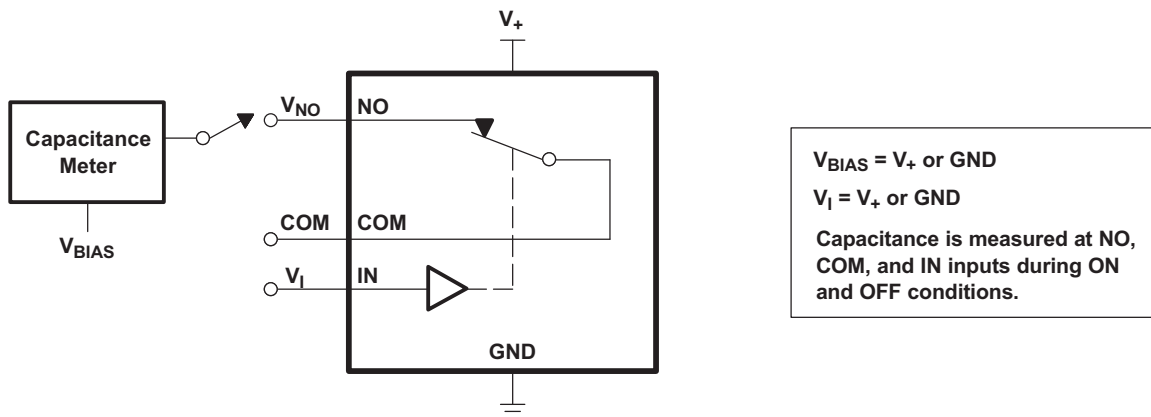 V+
Capacitance
Meter
VBIAS
VNO
NO
COM
COM
VI
IN
GND
VBIAS = V+ or GND
VI = V+ or GND
Capacitance is measured at NO,
COM, and IN inputs during ON
and OFF conditions.